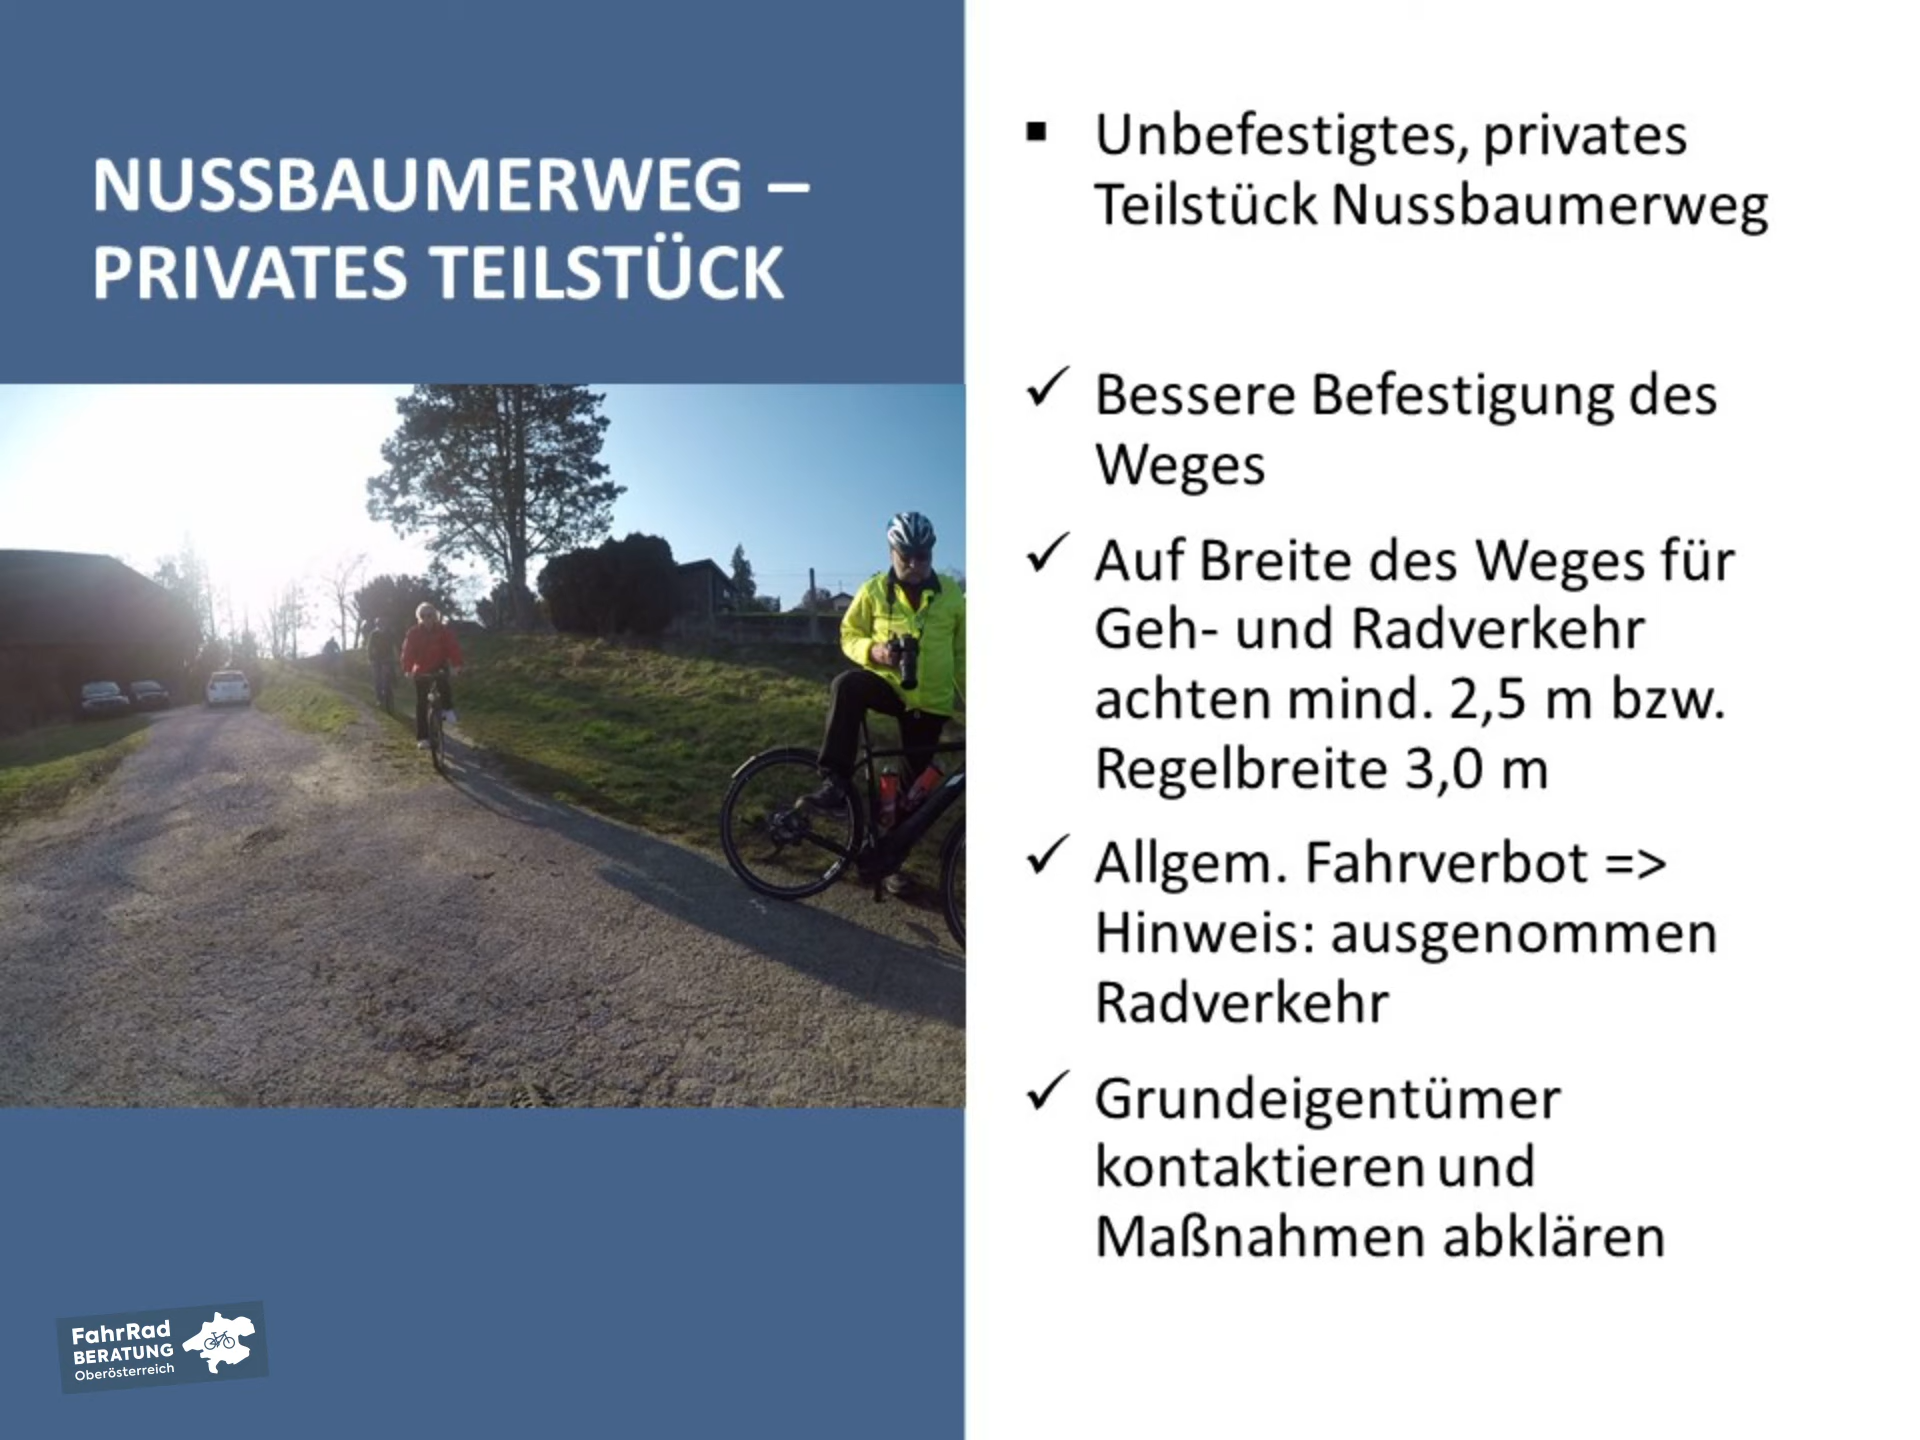 NUSSBAUMERWEG –
PRIVATES TEILSTÜCK
▪ Unbefestigtes, privates
Teilstück Nussbaumerweg
✓ Bessere Befestigung des
Weges
✓ Auf Breite des Weges für
Geh- und Radverkehr
achten mind. 2,5 m bzw.
Regelbreite 3,0 m
✓ Allgem. Fahrverbot =>
Hinweis: ausgenommen
Radverkehr
✓ Grundeigentümer
kontaktieren und
Maßnahmen abklären
FahrRad
BERATUNG
Oberösterreich